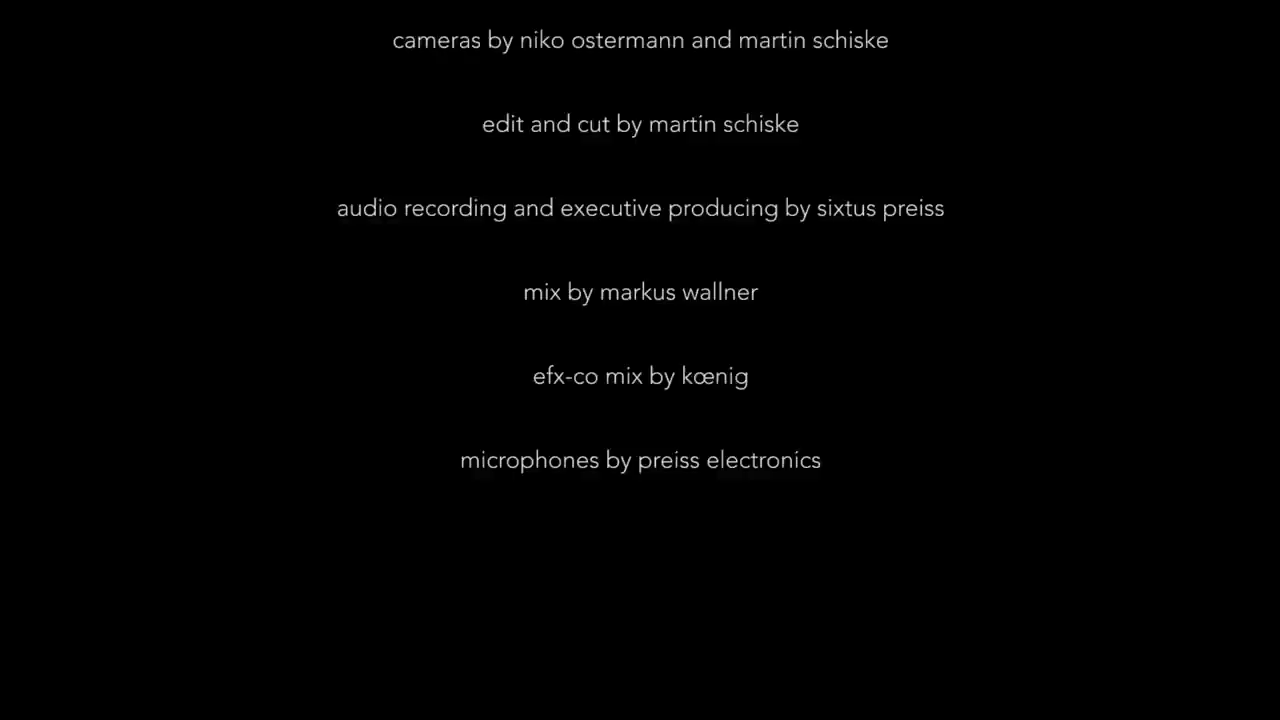 cameras by niko ostermann and martin schiske
edit and cut by martin schiske
audio recording and executive producing by sixtus preiss
mix by markus wallner
efx-co mix by kœnig
microphones by preiss electronics